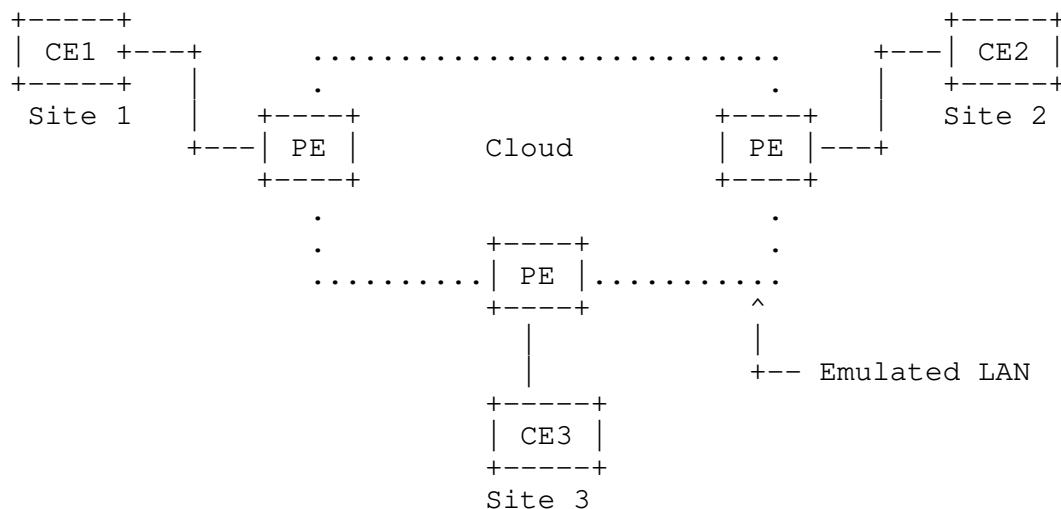 CE1 CE2
Site 1 Site 2
PE Cloud PE
PE
Emulated LAN
CE3
Site 3